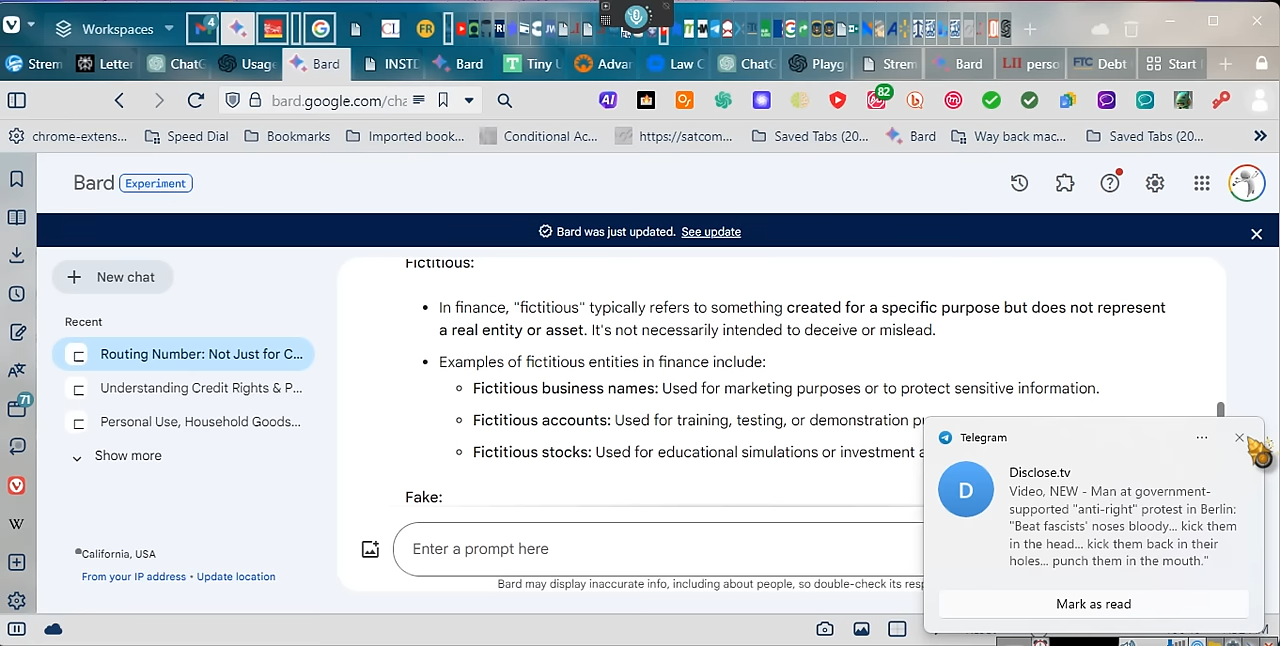 4
Workspaces
CL
FR
Strem
Letter
ChatG
Usage
Bard
INSTD
Bard
Tiny U
Advar
Law C
ChatG
Playg
Strem
Bard
LII perso
FTC Debt
Start
bard.google.com/cha
82
chrome-exten...
Speed Dial
Bookmarks
Imported book...
Conditional Ac...
https://satcom...
Saved Tabs (20...
Bard
Way back mac...
Saved Tabs (20...
Bard Experiment
Bard was just updated. See update
New chat
Recent
Routing Number: Not Just for C...
Understanding Credit Rights & P...
Personal Use, Household Goods...
Show more
71
W
California, USA
From your IP address • Update location
Fictitious:
• In finance, "fictitious" typically refers to something created for a specific purpose but does not represent
a real entity or asset. It's not necessarily intended to deceive or mislead.
• Examples of fictitious entities in finance include:
Fictitious business names: Used for marketing purposes or to protect sensitive information.
Fictitious accounts: Used for training, testing, or demonstration pu
Fictitious stocks: Used for educational simulations or investment a
Fake:
Enter a prompt here
Bard may display inaccurate info, including about people, so double-check its resp
Telegram
D
Disclose.tv
Video, NEW - Man at government-
supported "anti-right" protest in Berlin:
"Beat fascists' noses bloody... kick them
in the head... kick them back in their
holes... punch them in the mouth."
Mark as read